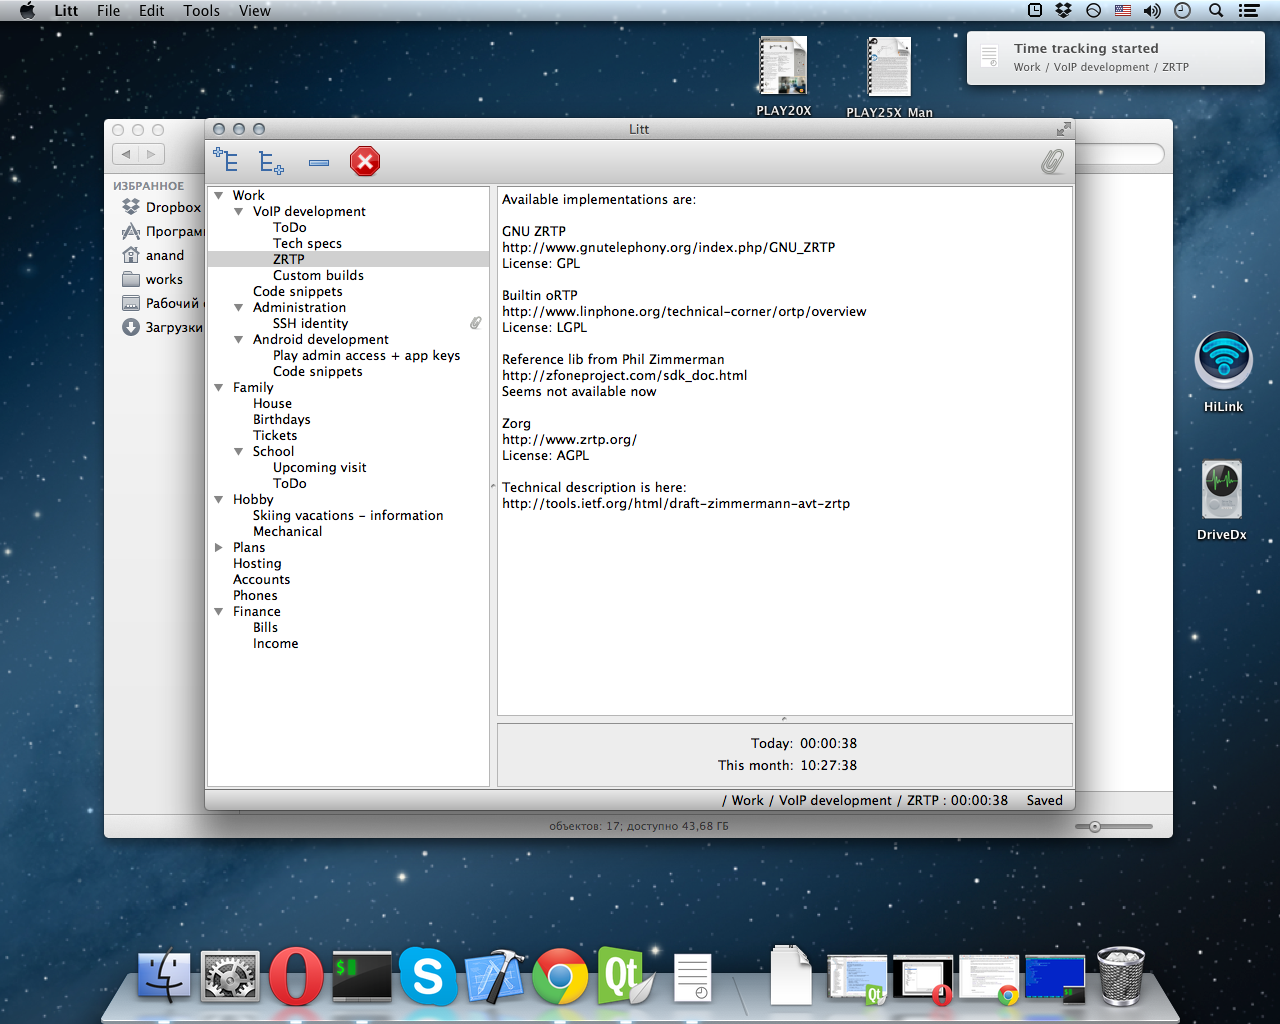 Litt File Edit Tools View
Time tracking started
Work / VoIP development / ZRTP
PLAY20X
PLAY25X_Man
Litt
ИЗБРАННОЕ
Dropbox
anand
works
Рабочий
Загрузки
Work
VoIP development
ToDo
Tech specs
ZRTP
Custom builds
Code snippets
Administration
SSH identity
Android development
Play admin access + app keys
Code snippets
Family
House
Birthdays
Tickets
School
Upcoming visit
ToDo
Hobby
Skiing vacations - information
Mechanical
Plans
Hosting
Accounts
Phones
Finance
Bills
Income
Available implementations are:
GNU ZRTP
http://www.gnutelephony.org/index.php/GNU_ZRTP
License: GPL
Builtin oRTP
http://www.linphone.org/technical-corner/ortp/overview
License: LGPL
Reference lib from Phil Zimmerman
http://zfoneproject.com/sdk_doc.html
Seems not available now
Zorg
http://www.zrtp.org/
License: AGPL
Technical description is here:
http://tools.ietf.org/html/draft-zimmermann-avt-zrtp
Today: 00:00:38
This month: 10:27:38
/ Work / VoIP development / ZRTP : 00:00:38 Saved
объектов: 17; доступно 43,68 ГБ
HiLink
DriveDx
$
S
Qt
Qt